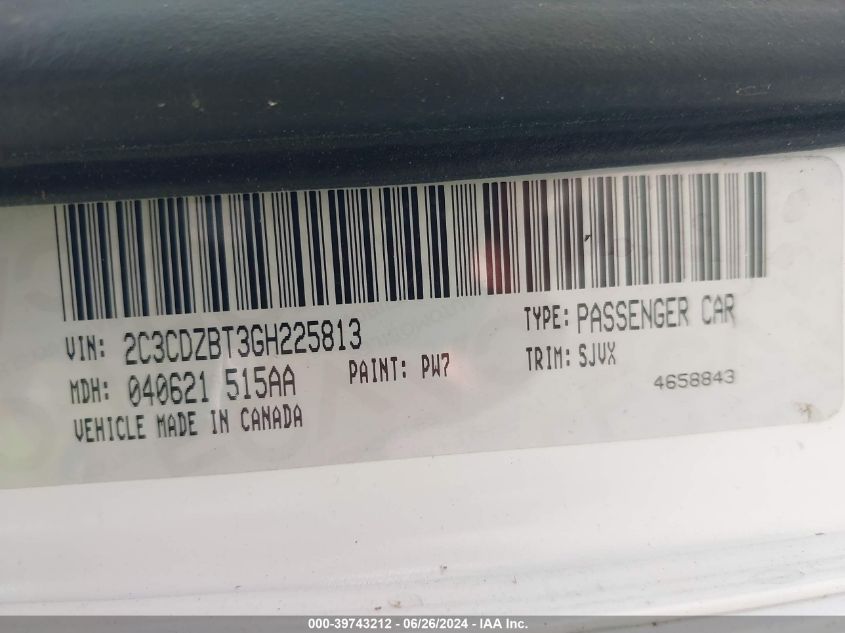 VIN: 2C3CDZBT3GH225813
TYPE: PASSENGER CAR
MDH: 040621 515AA
PAINT: PW7
TRIM: SJVX
4658843
VEHICLE MADE IN CANADA
000-39743212 - 06/26/2024 - IAA Inc.